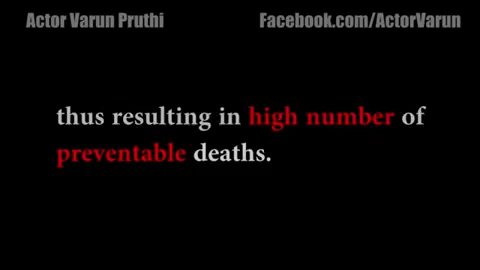 Actor Varun Pruthi
Facebook.com/ActorVarun
thus resulting in high number of
preventable deaths.